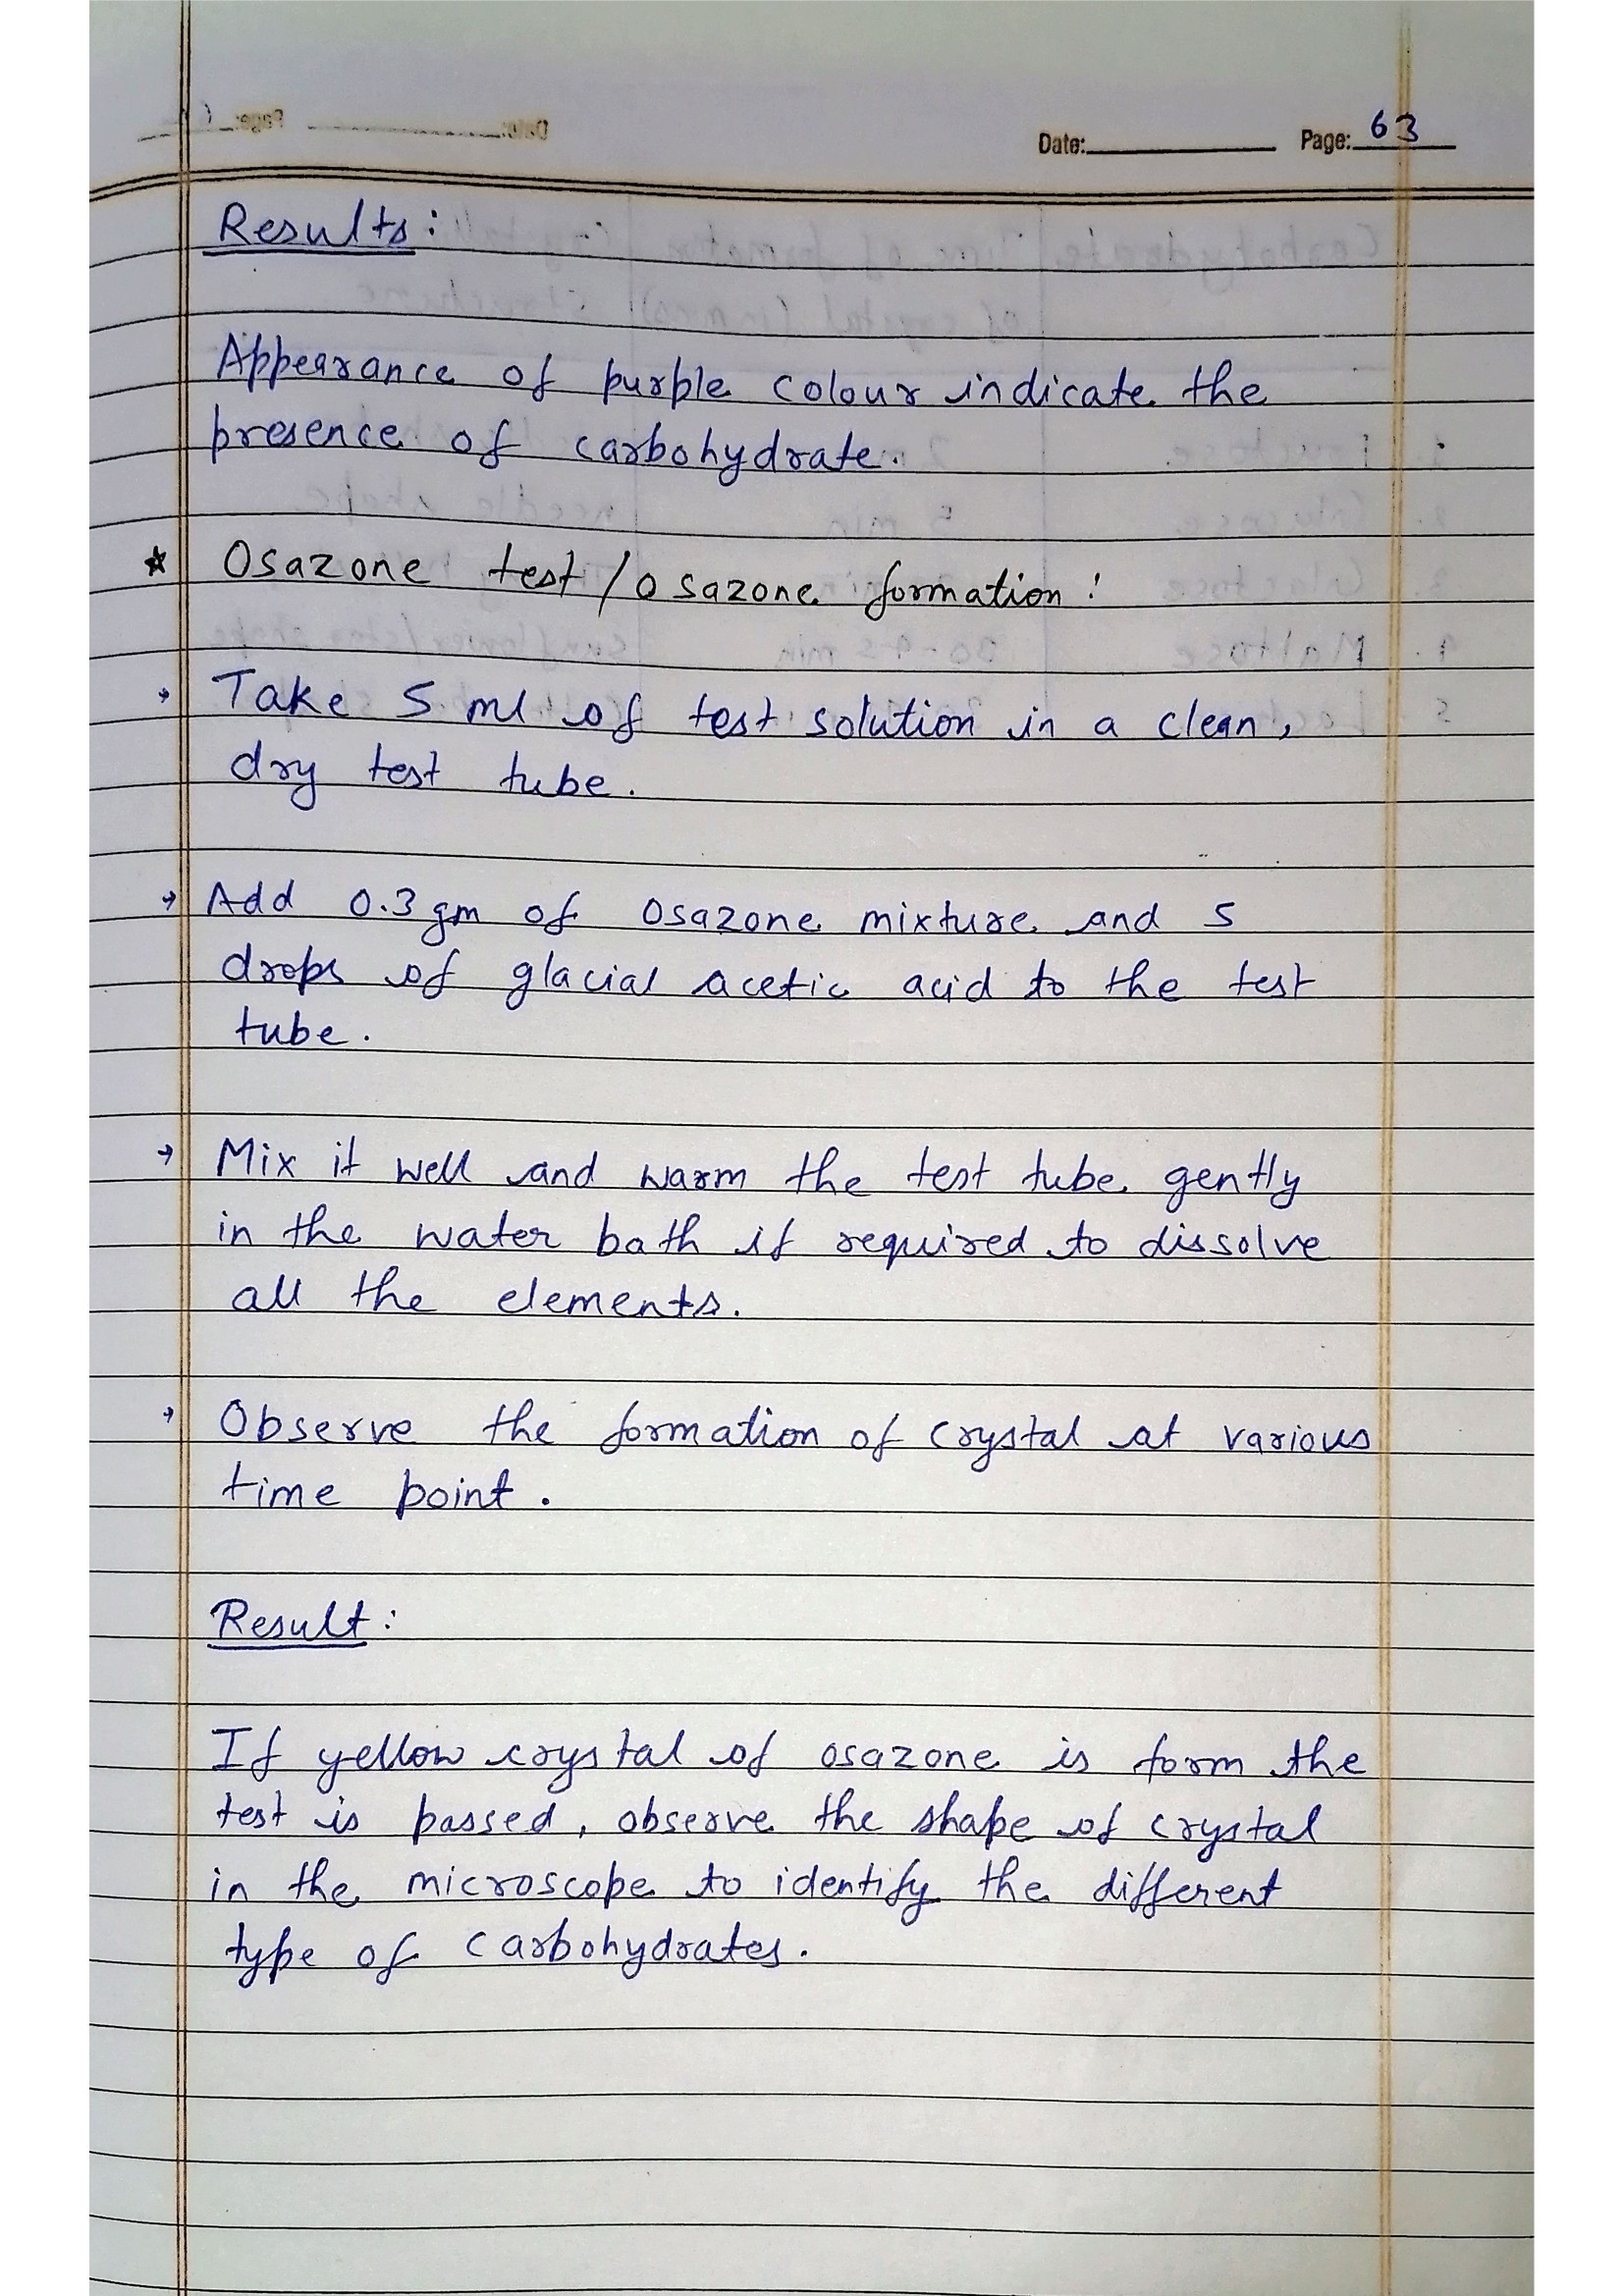 Date: Page: 63
Results:
Appearance of purple colour indicate the
presence of carbohydrate.
* Osazone test/Osazone formation:
→ Take 5 ml of test solution in a clean,
dry test tube.
→ Add 0.3 gm of Osazone mixture and 5
drops of glacial acetic acid to the test
tube.
→ Mix it well and warm the test tube gently
in the water bath if required to dissolve
all the elements.
→ Observe the formation of crystal at various
time point.
Result:
If yellow crystal of osazone is form the
test is passed, observe the shape of crystal
in the microscope to identify the different
type of carbohydrates.